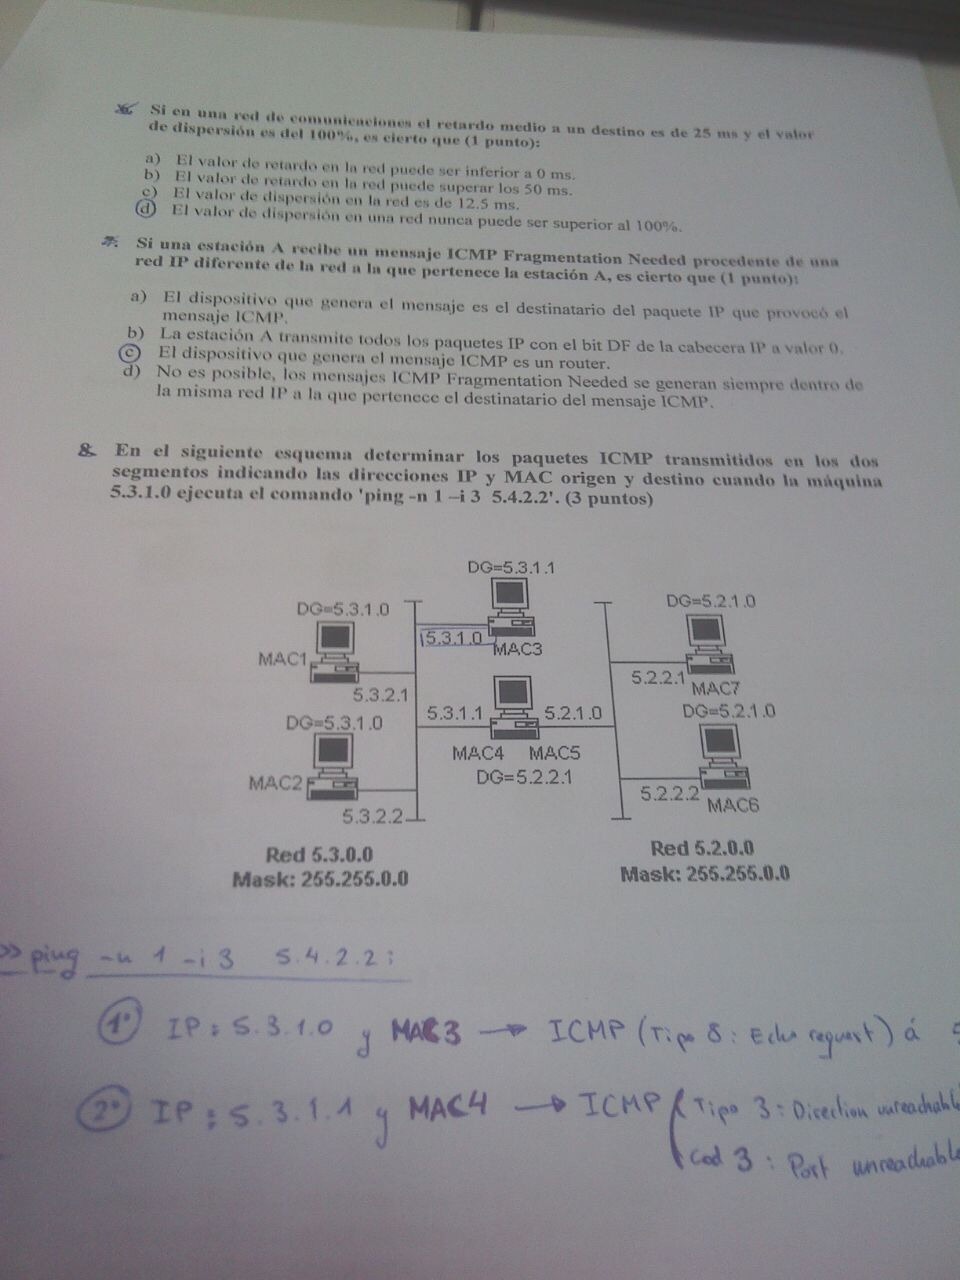 6. Si en una red de comunicaciones el retardo medio a un destino es de 25 ms y el valor
de dispersión es del 100%, es cierto que (1 punto):
a) El valor de retardo en la red puede ser inferior a 0 ms.
b) El valor de retardo en la red puede superar los 50 ms.
c) El valor de dispersión en la red es de 12.5 ms.
d) El valor de dispersión en una red nunca puede ser superior al 100%.
7. Si una estación A recibe un mensaje ICMP Fragmentation Needed procedente de una
red IP diferente de la red a la que pertenece la estación A, es cierto que (1 punto):
a) El dispositivo que genera el mensaje es el destinatario del paquete IP que provocó el
mensaje ICMP.
b) La estación A transmite todos los paquetes IP con el bit DF de la cabecera IP a valor 0.
c) El dispositivo que genera el mensaje ICMP es un router.
d) No es posible, los mensajes ICMP Fragmentation Needed se generan siempre dentro de
la misma red IP a la que pertenece el destinatario del mensaje ICMP.
8. En el siguiente esquema determinar los paquetes ICMP transmitidos en los dos
segmentos indicando las direcciones IP y MAC origen y destino cuando la máquina
5.3.1.0 ejecuta el comando 'ping -n 1 –i 3 5.4.2.2'. (3 puntos)
DG=5.3.1.1
DG=5.3.1.0
DG=5.2.1.0
5.3.1.0
MAC3
MAC1
5.3.2.1
5.2.2.1
MAC7
DG=5.3.1.0
5.3.1.1
5.2.1.0
DG=5.2.1.0
MAC4
MAC5
MAC2
DG=5.2.2.1
5.2.2.2
MAC6
5.3.2.2
Red 5.3.0.0
Mask: 255.255.0.0
Red 5.2.0.0
Mask: 255.255.0.0
>> ping -n 1 -i 3 5.4.2.2:
1º IP: 5.3.1.0 y MAC3 → ICMP (Tipo 8: Echo request) á
2º IP: 5.3.1.1 y MAC4 → ICMP ( Tipo 3: Direction unreachable
Cod 3: Port unreachable